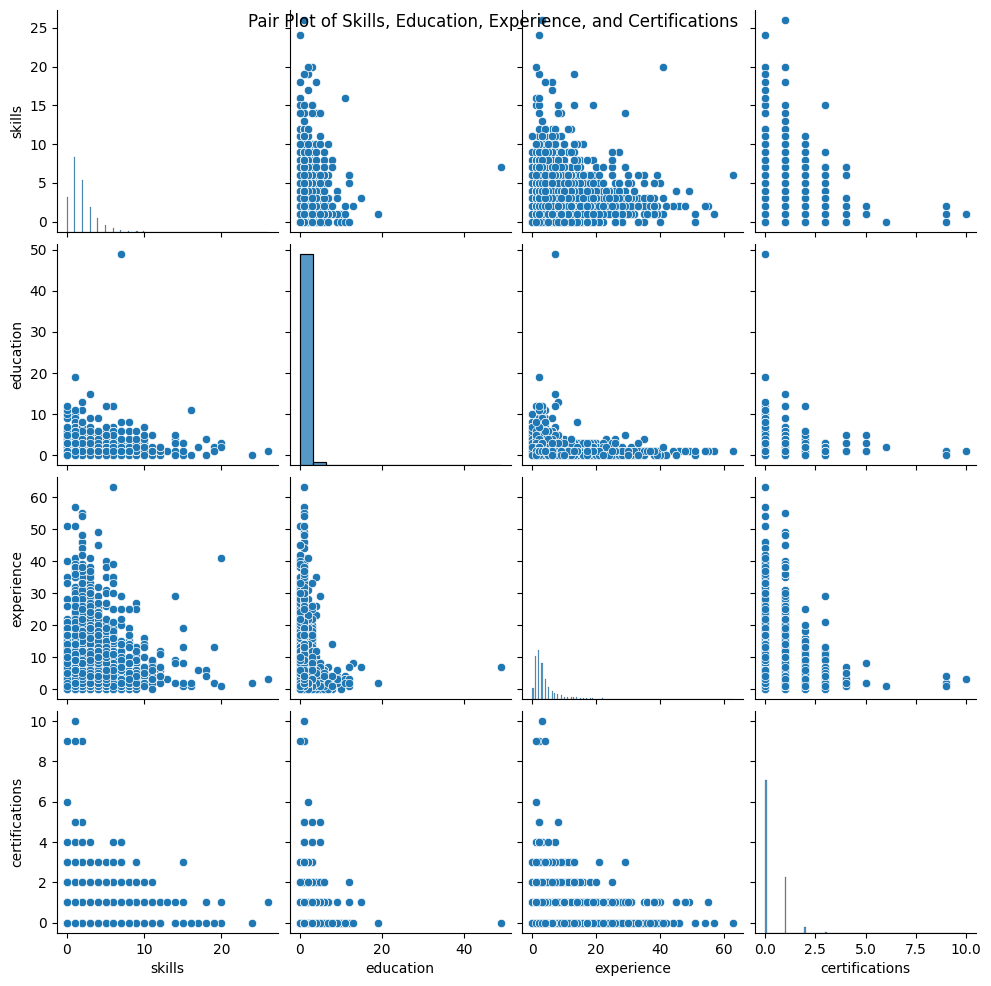 Pair Plot of Skills, Education, Experience, and Certifications
25
20
15
10
5
0
skills
50
40
30
20
10
0
education
60
50
40
30
20
10
0
experience
10
8
6
4
2
0
certifications
0 10 20
skills
0 20 40
education
0 20 40 60
experience
0.0 2.5 5.0 7.5 10.0
certifications